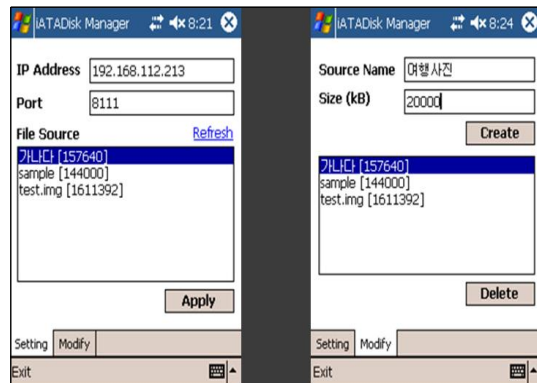 iATADisk Manager 8:21
IP Address 192.168.112.213
Port 8111
File Source Refresh
가나다 [157640]
sample [144000]
test.img [1611392]
Apply
Setting Modify
Exit
iATADisk Manager 8:24
Source Name 여행사진
Size (kB) 20000
Create
가나다 [157640]
sample [144000]
test.img [1611392]
Delete
Setting Modify
Exit